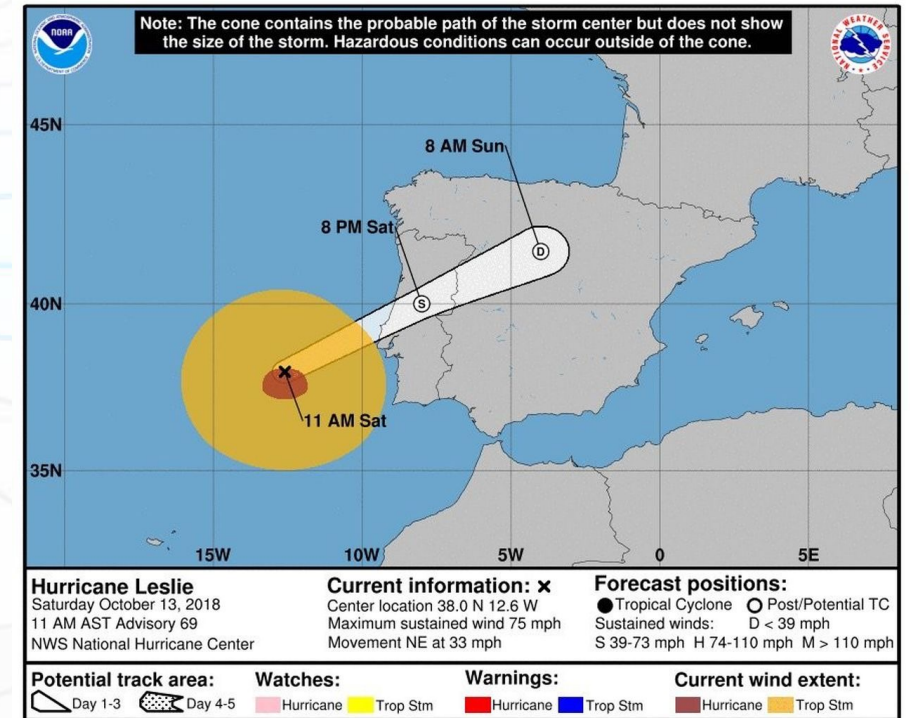 Note: The cone contains the probable path of the storm center but does not show
the size of the storm. Hazardous conditions can occur outside of the cone.
NOAA
NATIONAL WEATHER SERVICE
45N
8 AM Sun
8 PM Sat
D
40N
S
11 AM Sat
35N
15W 10W 5W 0 5E
Hurricane Leslie
Saturday October 13, 2018
11 AM AST Advisory 69
NWS National Hurricane Center
Current information: ×
Center location 38.0 N 12.6 W
Maximum sustained wind 75 mph
Movement NE at 33 mph
Forecast positions:
Tropical Cyclone Post/Potential TC
Sustained winds: D < 39 mph
S 39-73 mph H 74-110 mph M > 110 mph
Potential track area:
Day 1-3 Day 4-5
Watches:
Hurricane Trop Stm
Warnings:
Hurricane Trop Stm
Current wind extent:
Hurricane Trop Stm